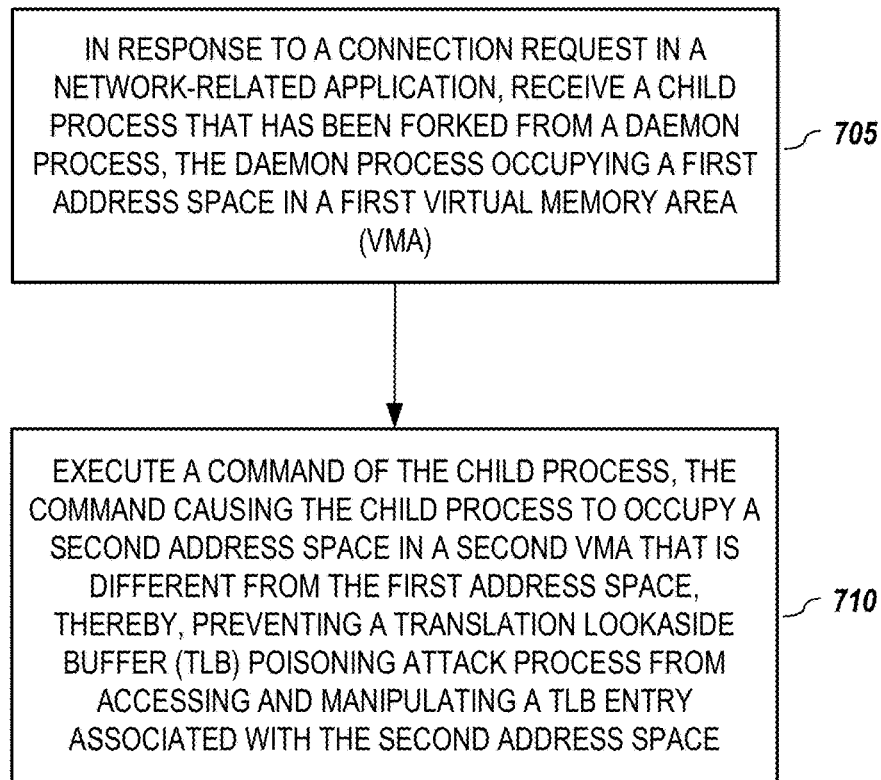 IN RESPONSE TO A CONNECTION REQUEST IN A
NETWORK-RELATED APPLICATION, RECEIVE A CHILD
PROCESS THAT HAS BEEN FORKED FROM A DAEMON
PROCESS, THE DAEMON PROCESS OCCUPYING A FIRST
ADDRESS SPACE IN A FIRST VIRTUAL MEMORY AREA
(VMA)
705
EXECUTE A COMMAND OF THE CHILD PROCESS, THE
COMMAND CAUSING THE CHILD PROCESS TO OCCUPY A
SECOND ADDRESS SPACE IN A SECOND VMA THAT IS
DIFFERENT FROM THE FIRST ADDRESS SPACE,
THEREBY, PREVENTING A TRANSLATION LOOKASIDE
BUFFER (TLB) POISONING ATTACK PROCESS FROM
ACCESSING AND MANIPULATING A TLB ENTRY
ASSOCIATED WITH THE SECOND ADDRESS SPACE
710